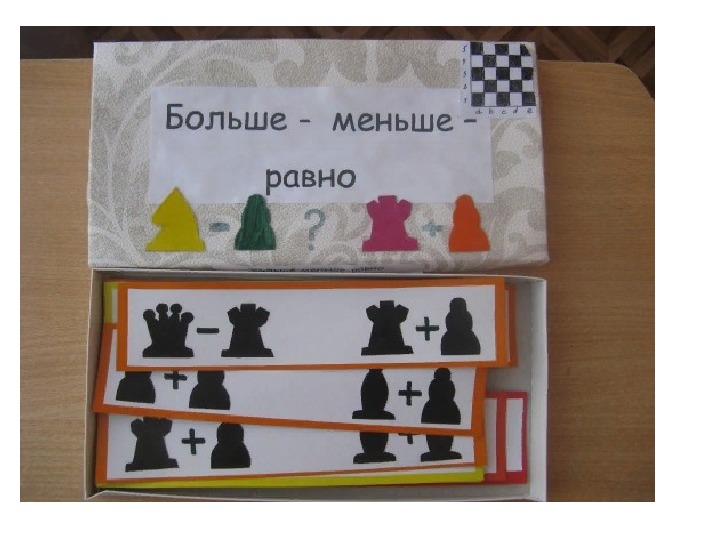 Больше - меньше -
равно
- ? +
a b c d e
- +
+ +
+ +